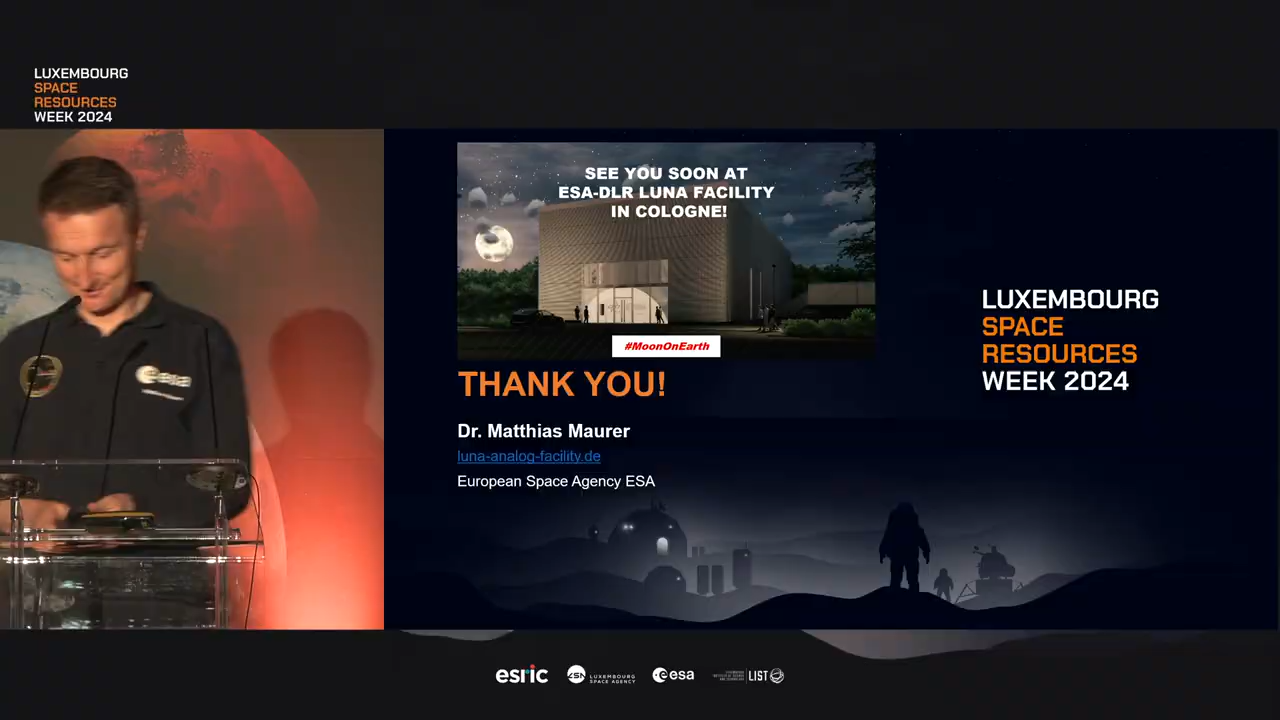 LUXEMBOURG
SPACE
RESOURCES
WEEK 2024
SEE YOU SOON AT
ESA-DLR LUNA FACILITY
IN COLOGNE!
#MoonOnEarth
THANK YOU!
Dr. Matthias Maurer
luna-analog-facility.de
European Space Agency ESA
LUXEMBOURG
SPACE
RESOURCES
WEEK 2024
esa
esric
LUXEMBOURG
SPACE AGENCY
esa
LIST